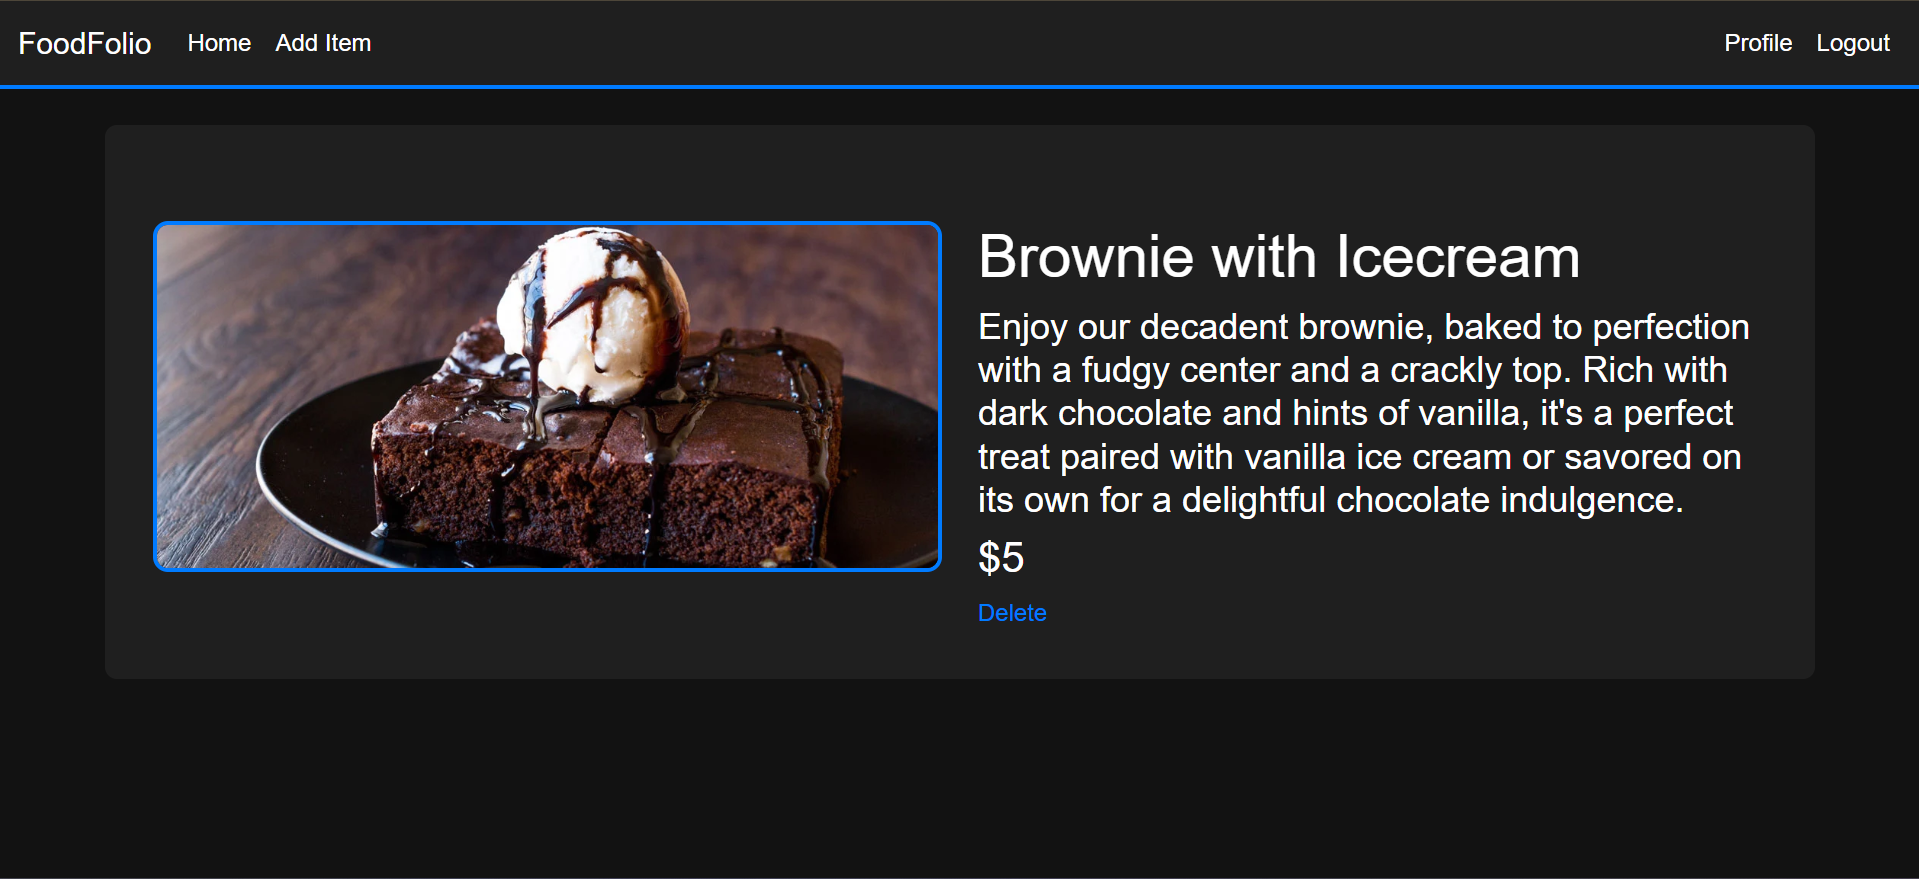 FoodFolio Home Add Item Profile Logout
Brownie with Icecream
Enjoy our decadent brownie, baked to perfection
with a fudgy center and a crackly top. Rich with
dark chocolate and hints of vanilla, it's a perfect
treat paired with vanilla ice cream or savored on
its own for a delightful chocolate indulgence.
$5
Delete